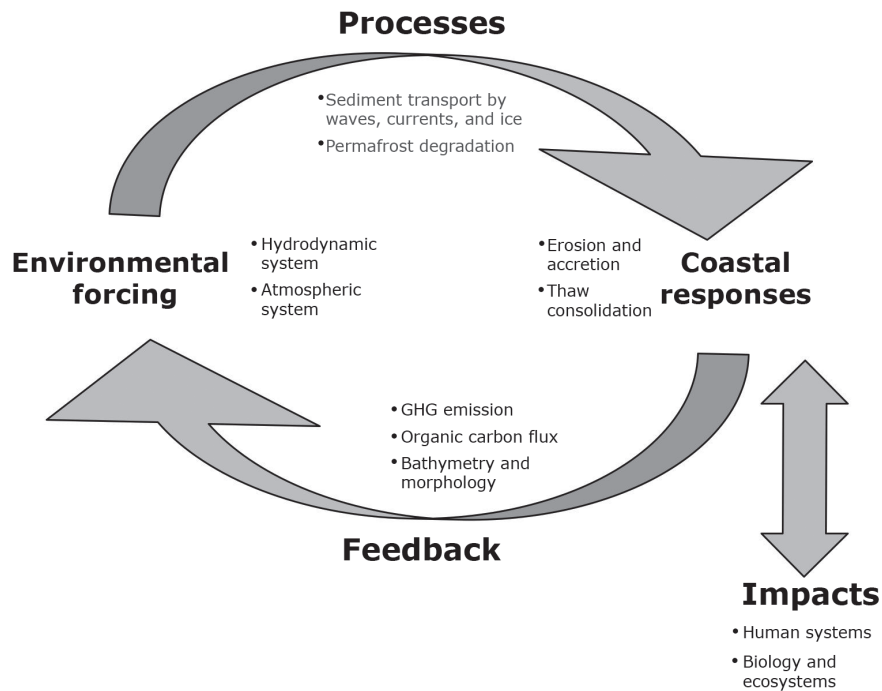 Processes
•Sediment transport by
waves, currents, and ice
•Permafrost degradation
Environmental
forcing
•Hydrodynamic
system
•Atmospheric
system
•Erosion and
accretion
•Thaw
consolidation
Coastal
responses
•GHG emission
•Organic carbon flux
•Bathymetry and
morphology
Feedback
Impacts
•Human systems
•Biology and
ecosystems